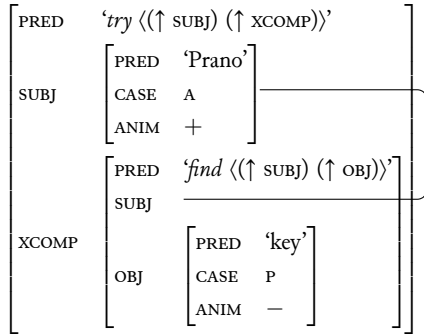 PRED ‘try ⟨(↑ SUBJ) (↑ XCOMP)⟩’
PRED ‘Prano’
SUBJ CASE A
ANIM +
PRED ‘find ⟨(↑ SUBJ) (↑ OBJ)⟩’
SUBJ
XCOMP
PRED ‘key’
OBJ CASE P
ANIM −